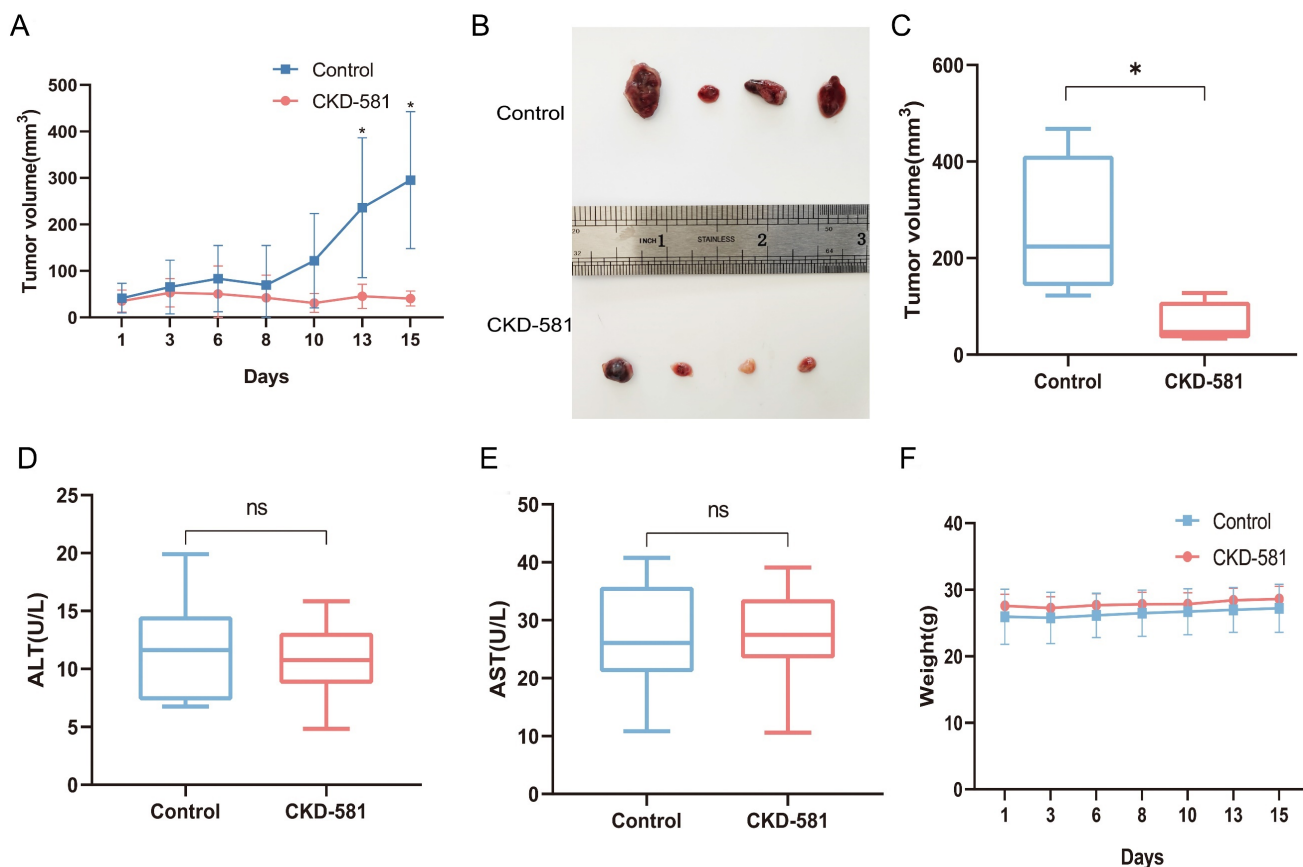 A
Control
CKD-581
Tumor volume(mm3)
500
400
300
200
100
0
*
*
1 3 6 8 10 13 15
Days
B
Control
20
50
INCH 1 STAINLESS 2 3
32
64
CKD-581
C
Tumor volume(mm3)
600
400
200
0
*
Control CKD-581
D
ALT(U/L)
25
20
15
10
5
0
ns
Control CKD-581
E
AST(U/L)
50
40
30
20
10
0
ns
Control CKD-581
F
Control
CKD-581
Weight(g)
40
30
20
10
0
1 3 6 8 10 13 15
Days